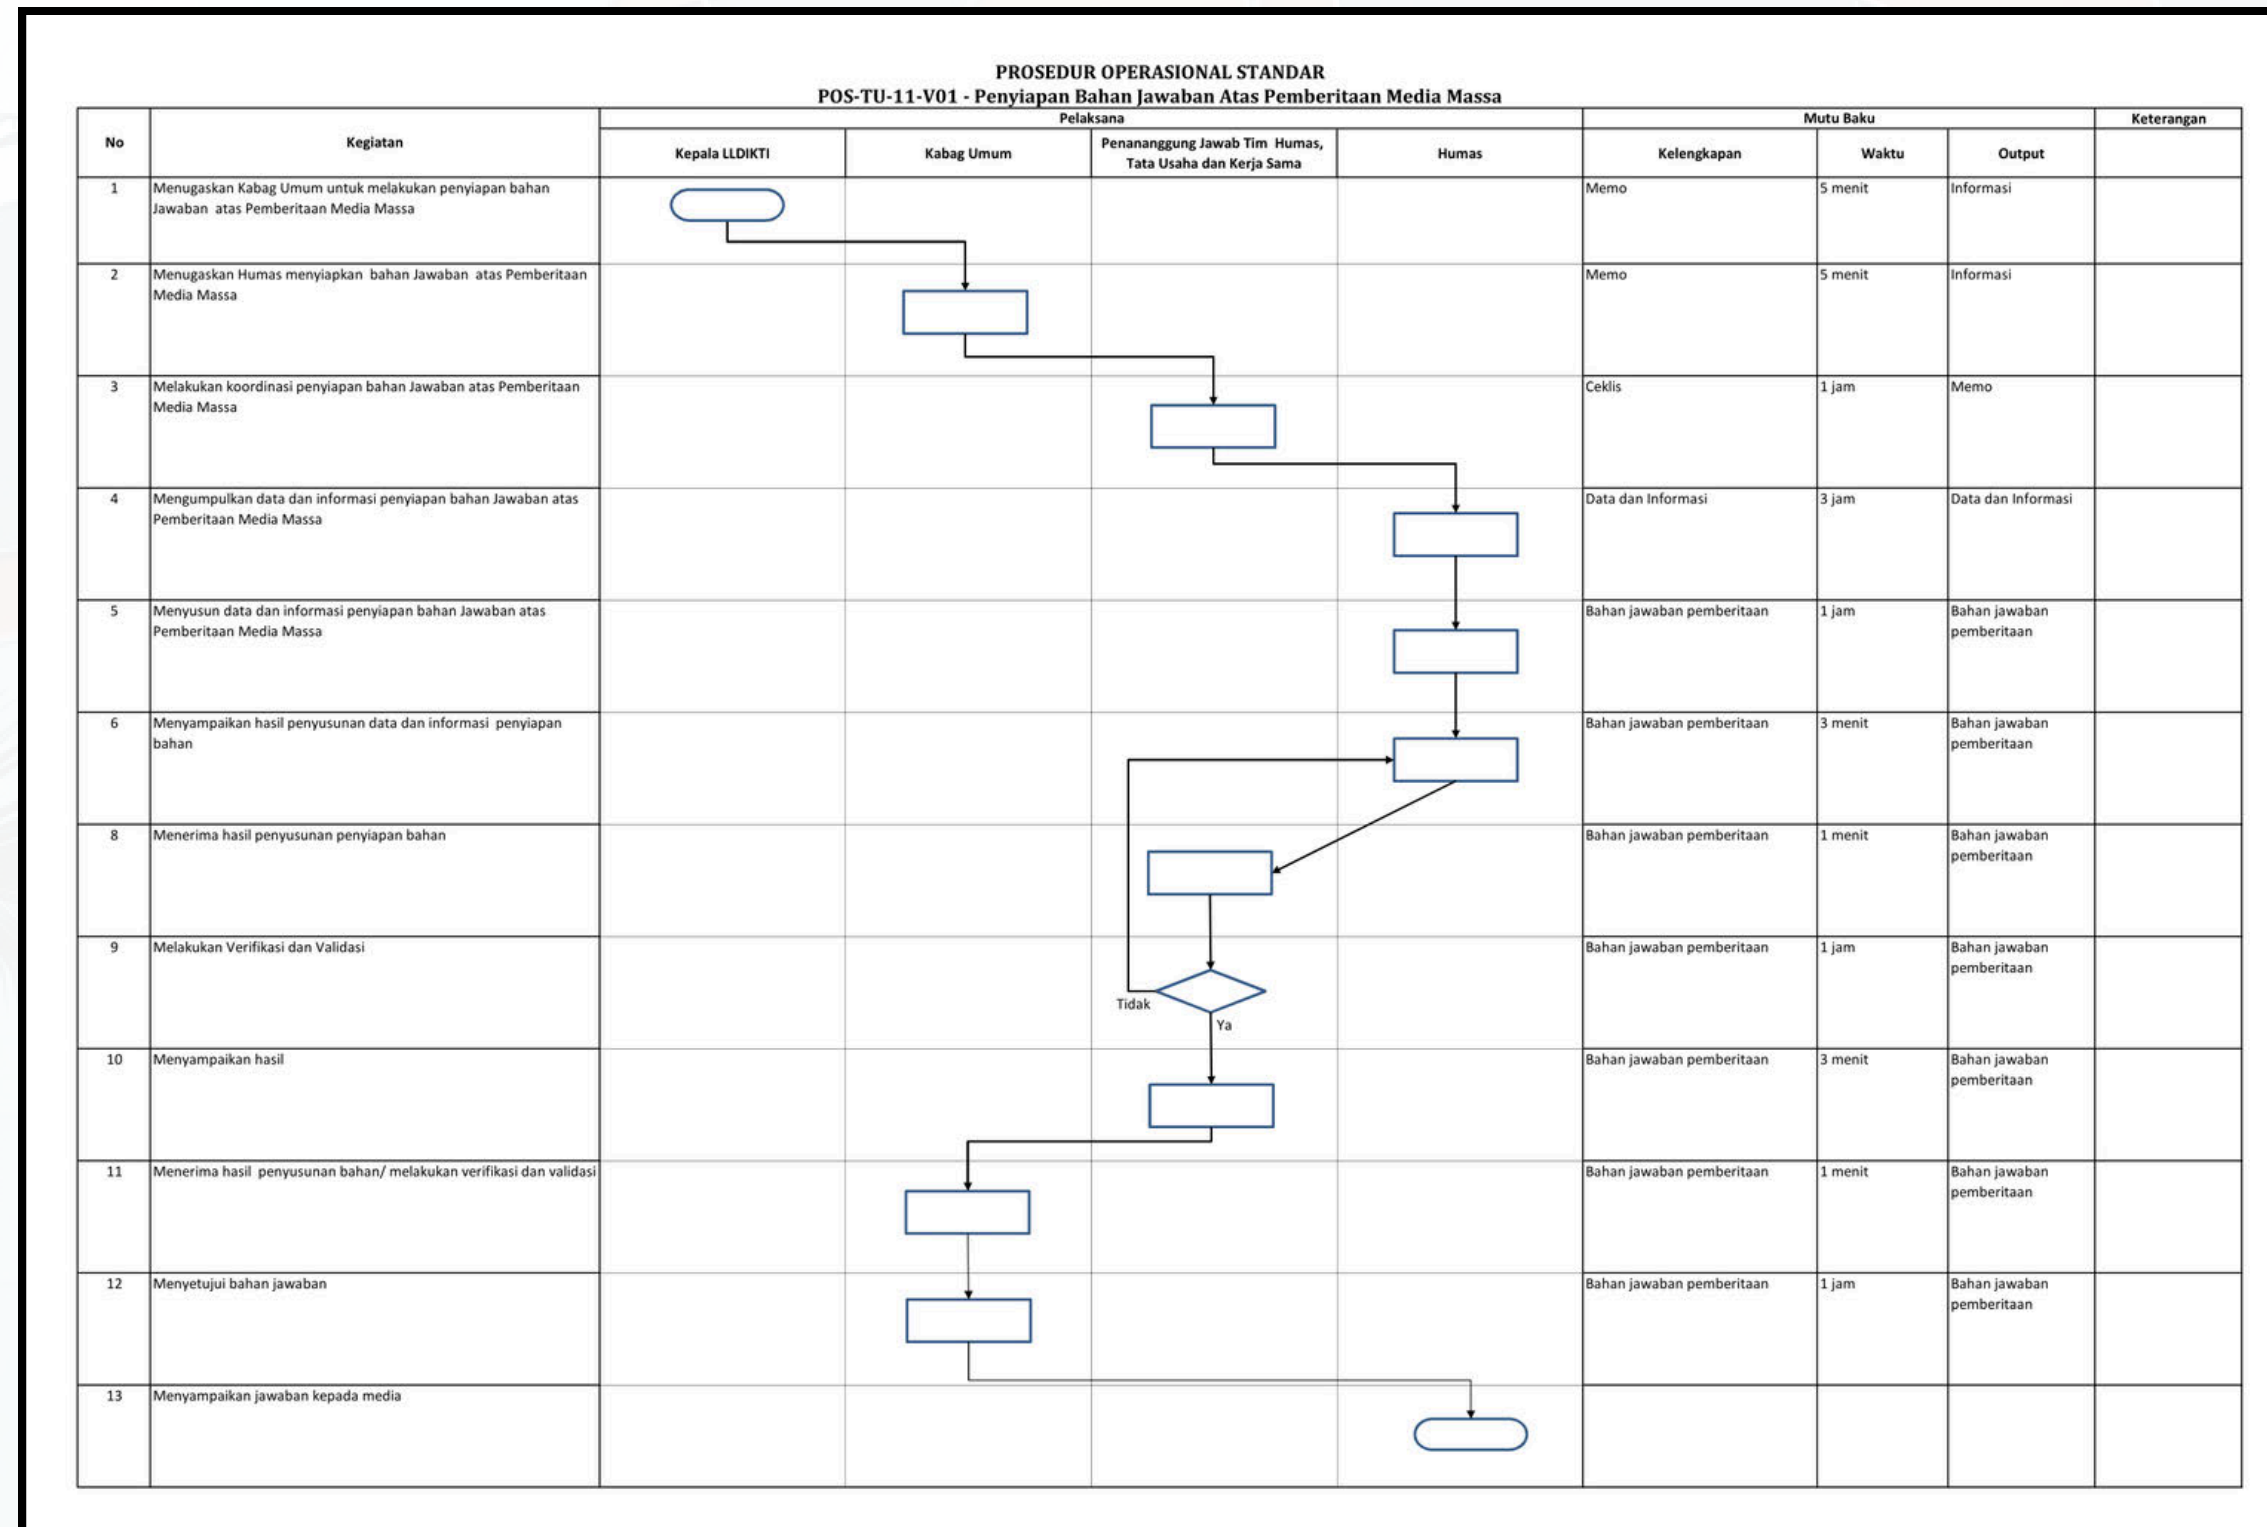 PROSEDUR OPERASIONAL STANDAR
POS-TU-11-V01 - Penyiapan Bahan Jawaban Atas Pemberitaan Media Massa
No
Kegiatan
Pelaksana
Mutu Baku
Keterangan
Kepala LLDIKTI
Kabag Umum
Penananggung Jawab Tim Humas,
Tata Usaha dan Kerja Sama
Humas
Kelengkapan
Waktu
Output
1
Menugaskan Kabag Umum untuk melakukan penyiapan bahan
Jawaban atas Pemberitaan Media Massa
Memo
5 menit
Informasi
2
Menugaskan Humas menyiapkan bahan Jawaban atas Pemberitaan
Media Massa
Memo
5 menit
Informasi
3
Melakukan koordinasi penyiapan bahan Jawaban atas Pemberitaan
Media Massa
Ceklis
1 jam
Memo
4
Mengumpulkan data dan informasi penyiapan bahan Jawaban atas
Pemberitaan Media Massa
Data dan Informasi
3 jam
Data dan Informasi
5
Menyusun data dan informasi penyiapan bahan Jawaban atas
Pemberitaan Media Massa
Bahan jawaban pemberitaan
1 jam
Bahan jawaban
pemberitaan
6
Menyampaikan hasil penyusunan data dan informasi penyiapan
bahan
Bahan jawaban pemberitaan
3 menit
Bahan jawaban
pemberitaan
8
Menerima hasil penyusunan penyiapan bahan
Bahan jawaban pemberitaan
1 menit
Bahan jawaban
pemberitaan
9
Melakukan Verifikasi dan Validasi
Tidak
Ya
Bahan jawaban pemberitaan
1 jam
Bahan jawaban
pemberitaan
10
Menyampaikan hasil
Bahan jawaban pemberitaan
3 menit
Bahan jawaban
pemberitaan
11
Menerima hasil penyusunan bahan/ melakukan verifikasi dan validasi
Bahan jawaban pemberitaan
1 menit
Bahan jawaban
pemberitaan
12
Menyetujui bahan jawaban
Bahan jawaban pemberitaan
1 jam
Bahan jawaban
pemberitaan
13
Menyampaikan jawaban kepada media